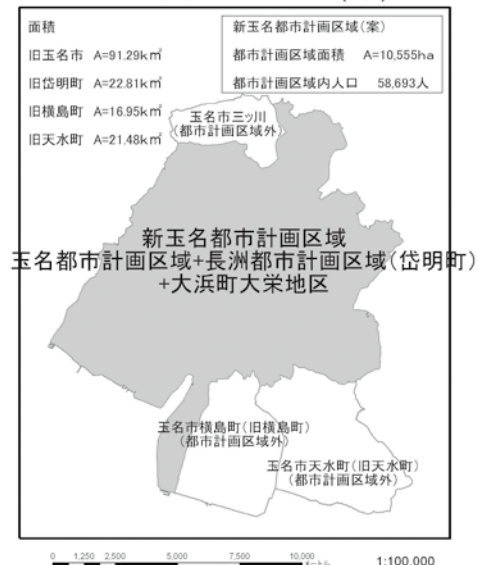 面積
旧玉名市 A=91.29k㎡
旧岱明町 A=22.81k㎡
旧横島町 A=16.95k㎡
旧天水町 A=21.48k㎡
新玉名都市計画区域(案)
都市計画区域面積 A=10,555ha
都市計画区域内人口 58,693人
玉名市三ッ川
(都市計画区域外)
新玉名都市計画区域
玉名都市計画区域+長洲都市計画区域(岱明町)
+大浜町大栄地区
玉名市横島町(旧横島町)
(都市計画区域外)
玉名市天水町(旧天水町)
(都市計画区域外)
0 1,250 2,500 5,000 7,500 10,000
メートル
1:100,000